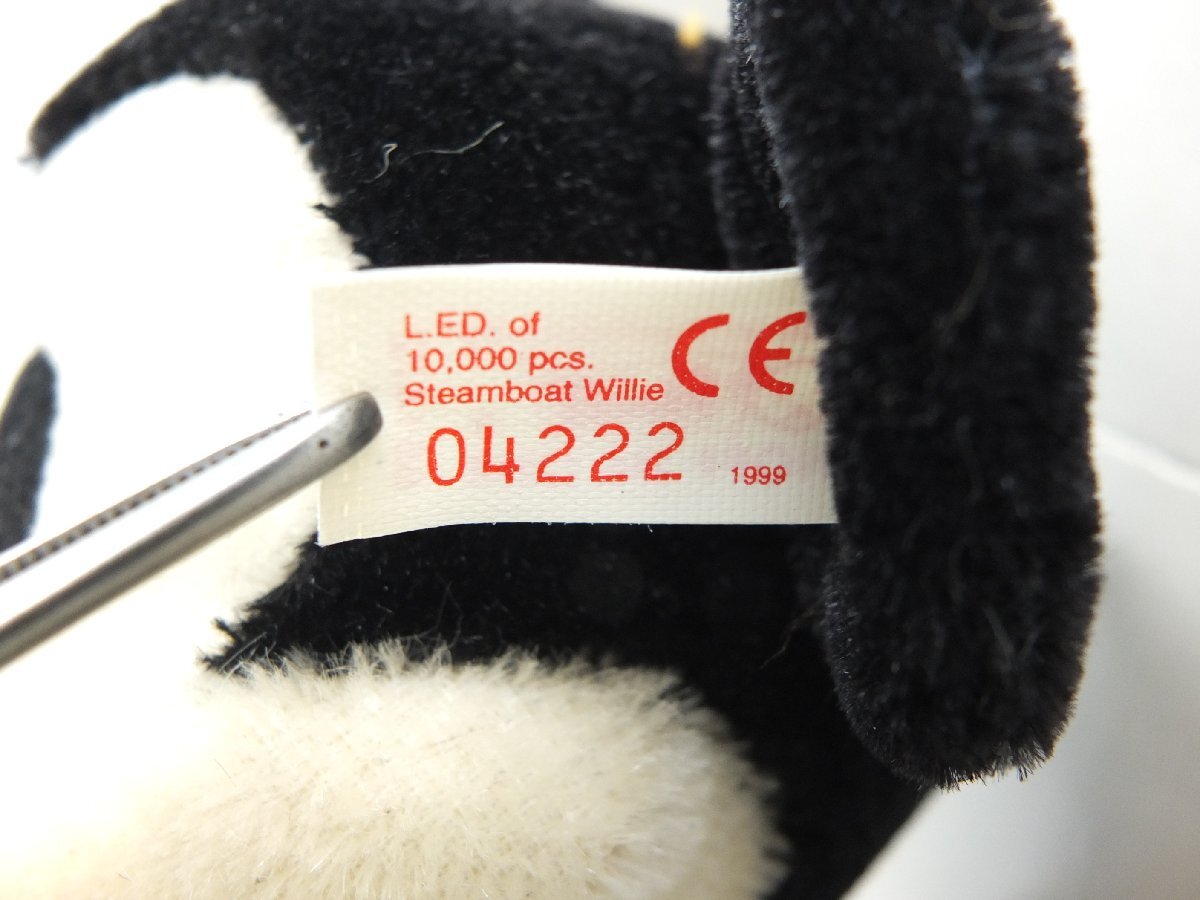 L.ED. of
10,000 pcs.
Steamboat Willie
CE
04222
1999